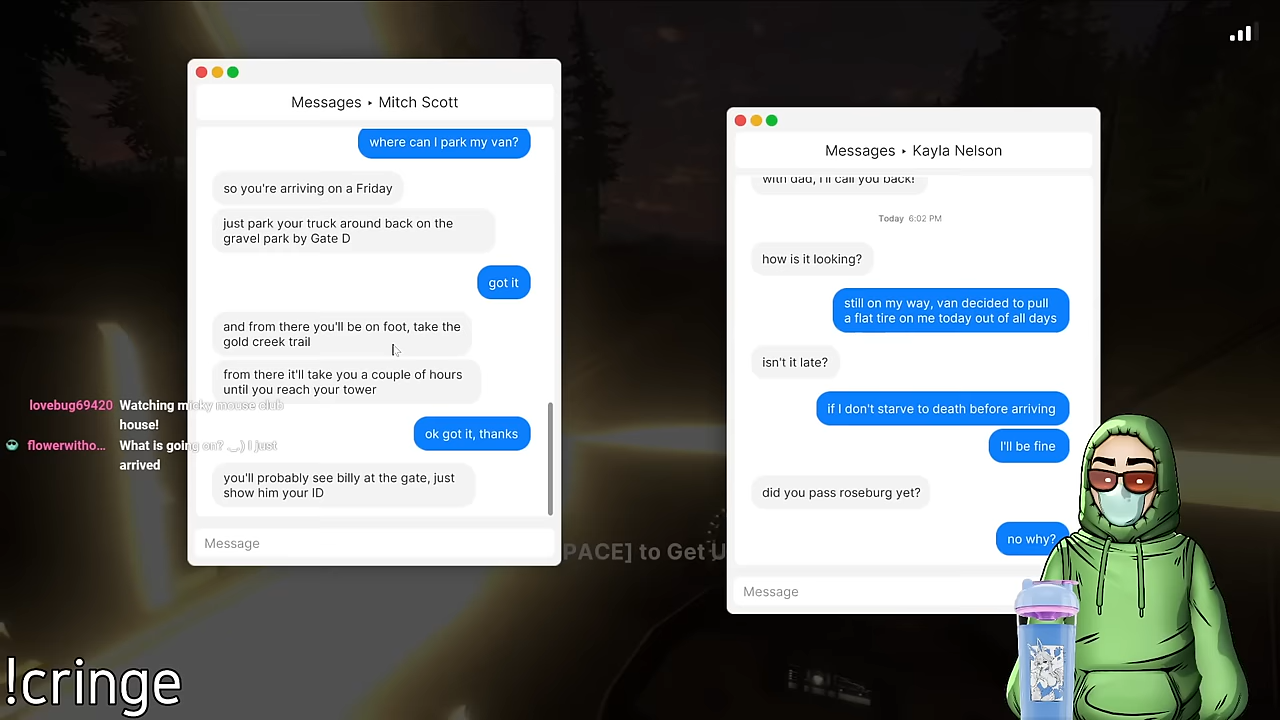 Messages ▸ Mitch Scott
where can I park my van?
so you're arriving on a Friday
just park your truck around back on the
gravel park by Gate D
got it
and from there you'll be on foot, take the
gold creek trail
from there it'll take you a couple of hours
until you reach your tower
ok got it, thanks
you'll probably see billy at the gate, just
show him your ID
Message
Messages ▸ Kayla Nelson
with dad, I'll call you back!
Today 6:02 PM
how is it looking?
still on my way, van decided to pull
a flat tire on me today out of all days
isn't it late?
if I don't starve to death before arriving
I'll be fine
did you pass roseburg yet?
no why?
Message
lovebug69420 Watching micky mouse club
house!
flowerwitho... What is going on? ._.) I just
arrived
PACE] to Get U
!cringe